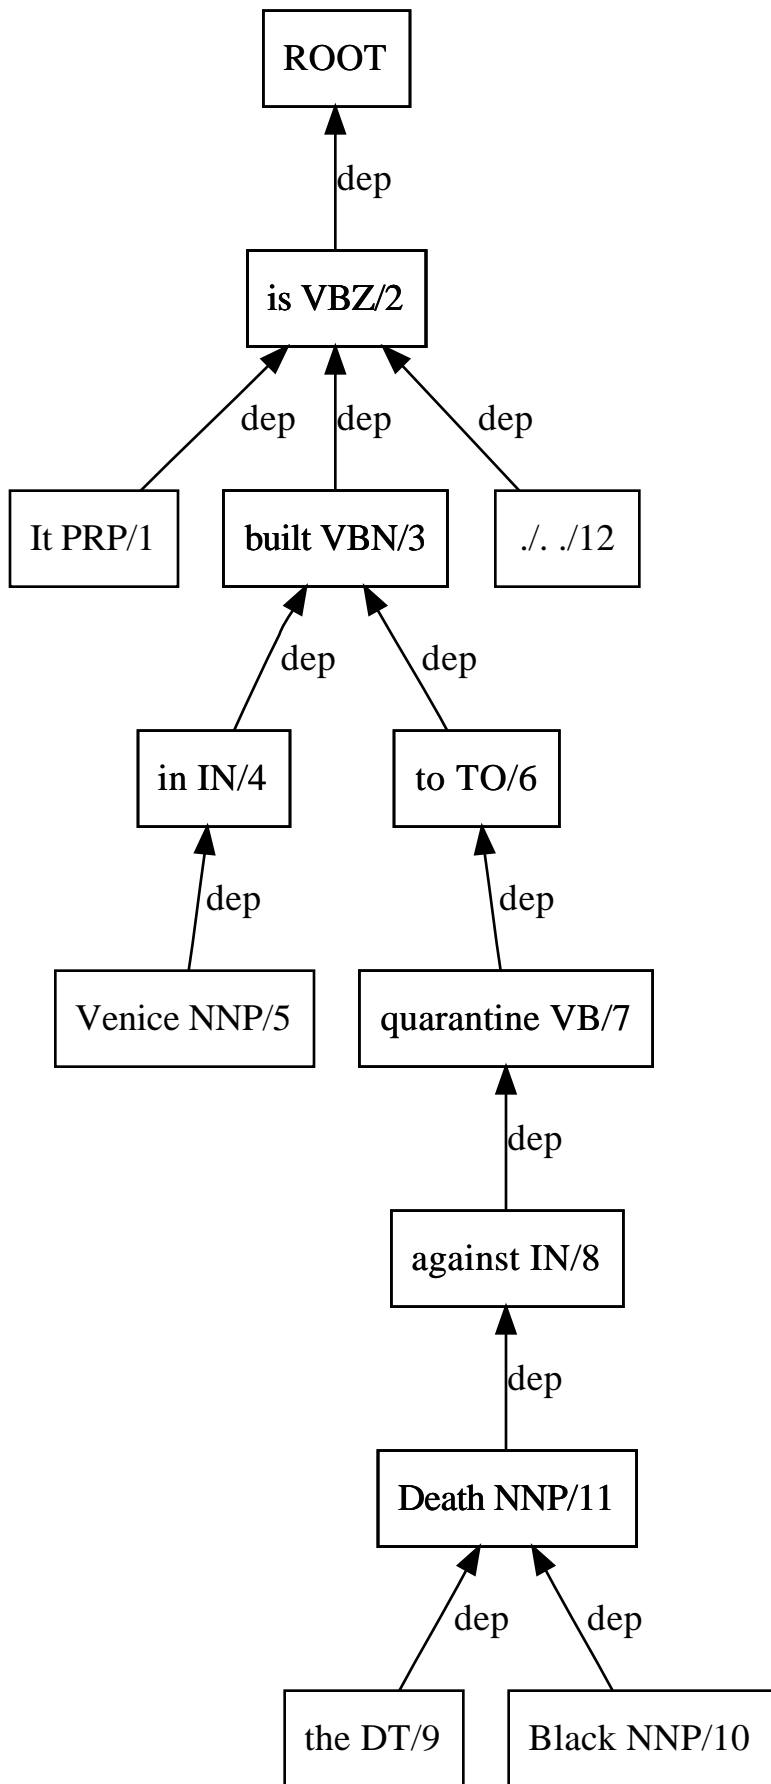 ROOT
dep
is VBZ/2
dep dep dep
It PRP/1 built VBN/3 ./. ./12
dep dep
in IN/4 to TO/6
dep dep
Venice NNP/5 quarantine VB/7
dep
against IN/8
dep
Death NNP/11
dep dep
the DT/9 Black NNP/10